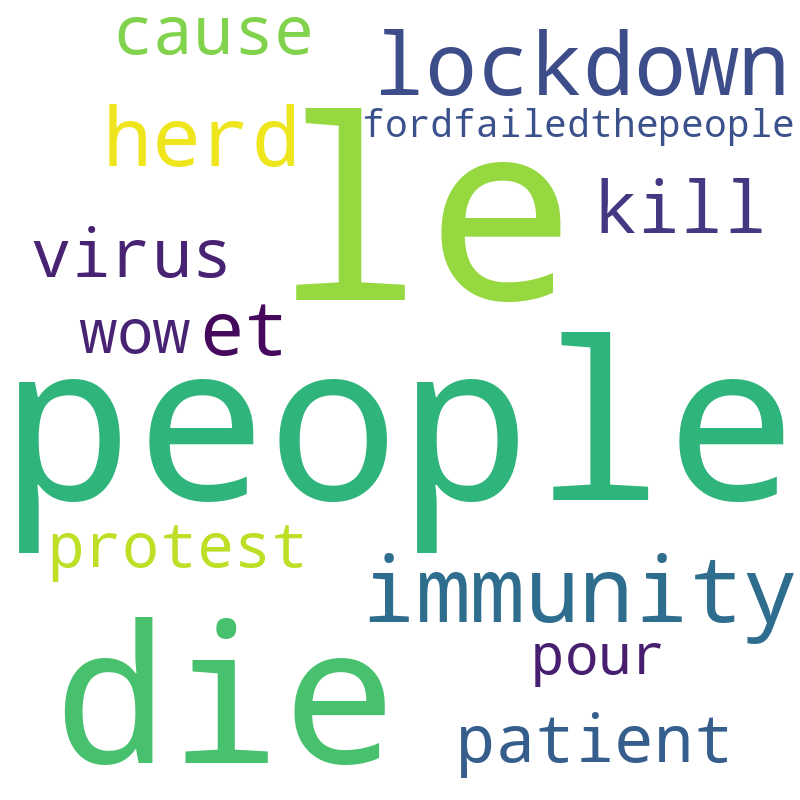 cause
lockdown
fordfailedthepeople
herd
le
kill
virus
wow
et
people
protest
immunity
die
pour
patient